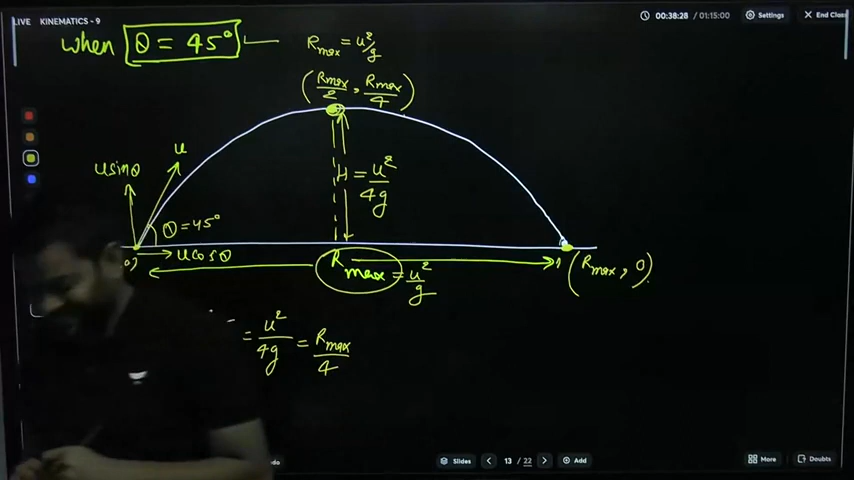 LIVE KINEMATICS - 9
00:38:28 / 01:15:00
Settings
End Class
when θ = 45°
Rmax = u²/g
(Rmax/2, Rmax/4)
u
usinθ
H = u²/4g
θ = 45°
ucosθ
Rmax = u²/g
(Rmax, 0)
= u²/4g = Rmax/4
Slides
13 / 22
Add
More
Doubts